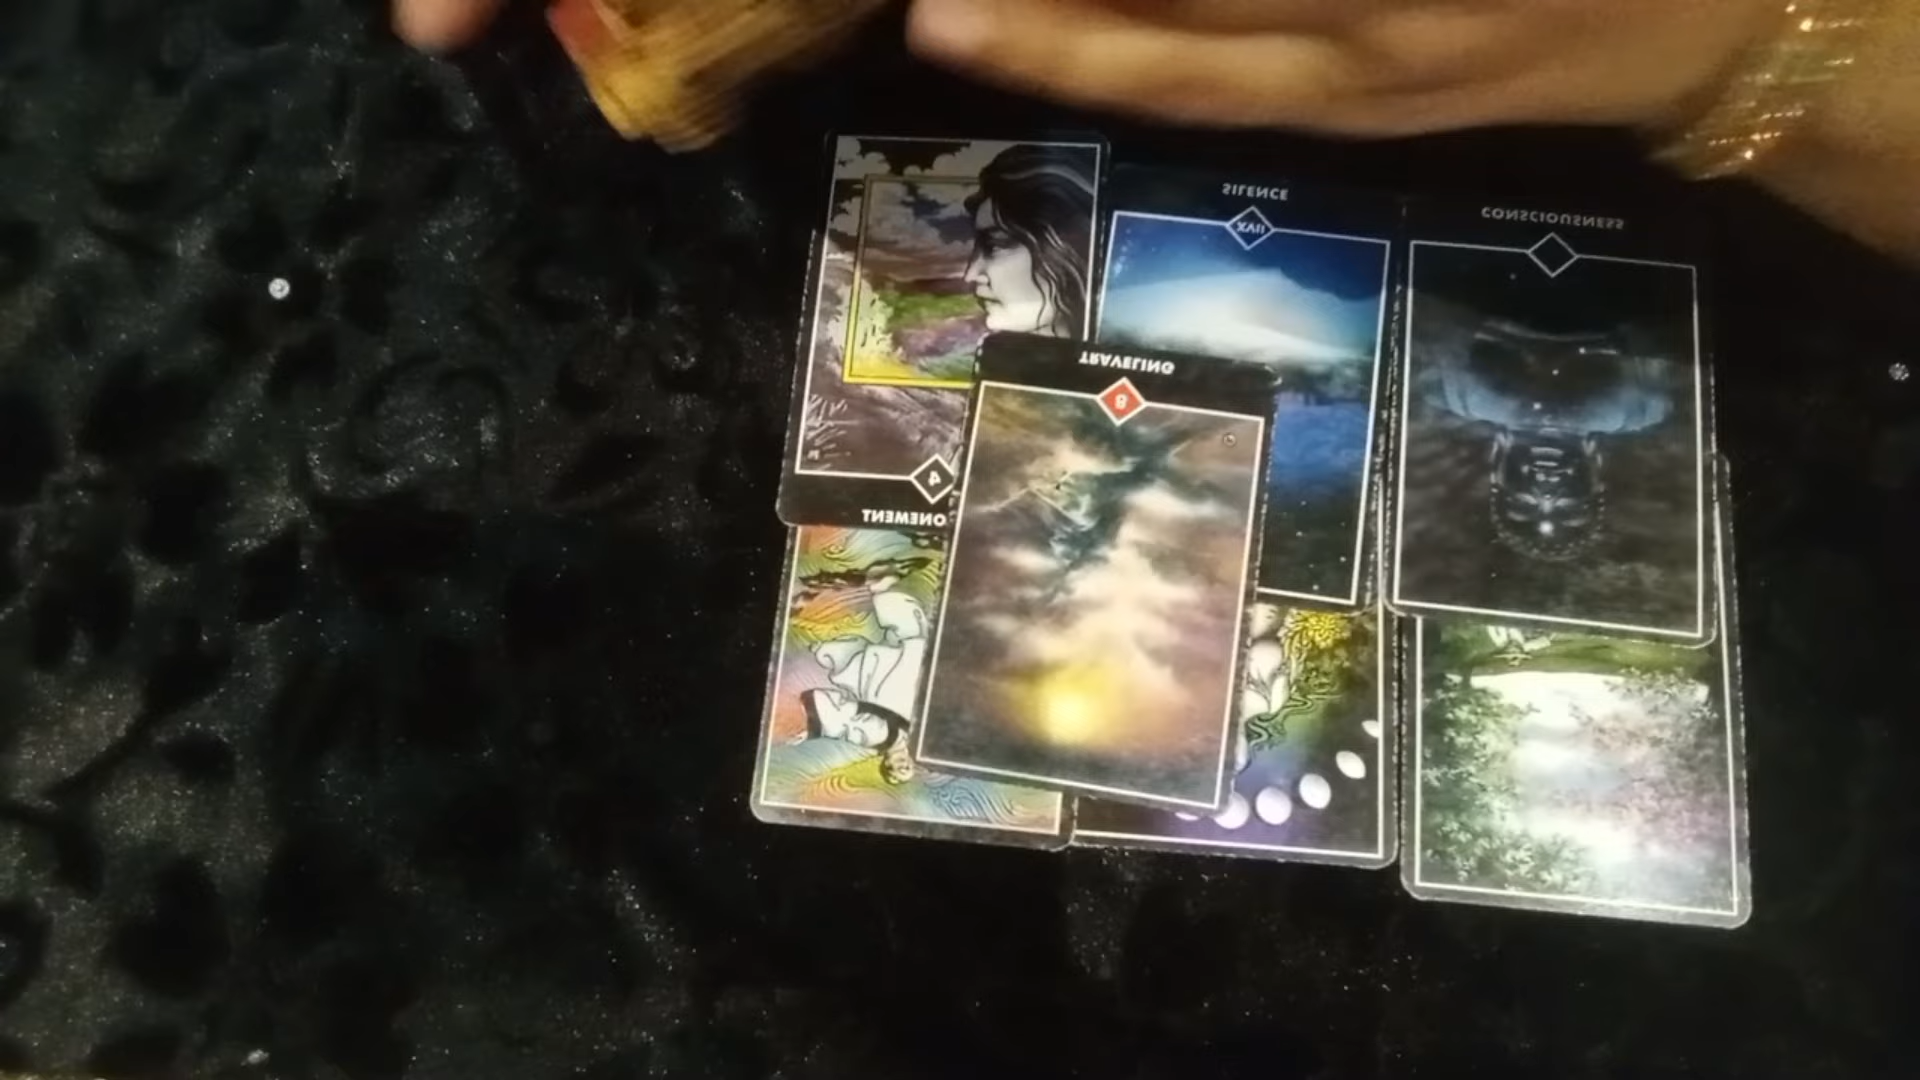 SILENCE
XVII
CONSCIOUSNESS
TRAVELING
8
4
ONEMENT